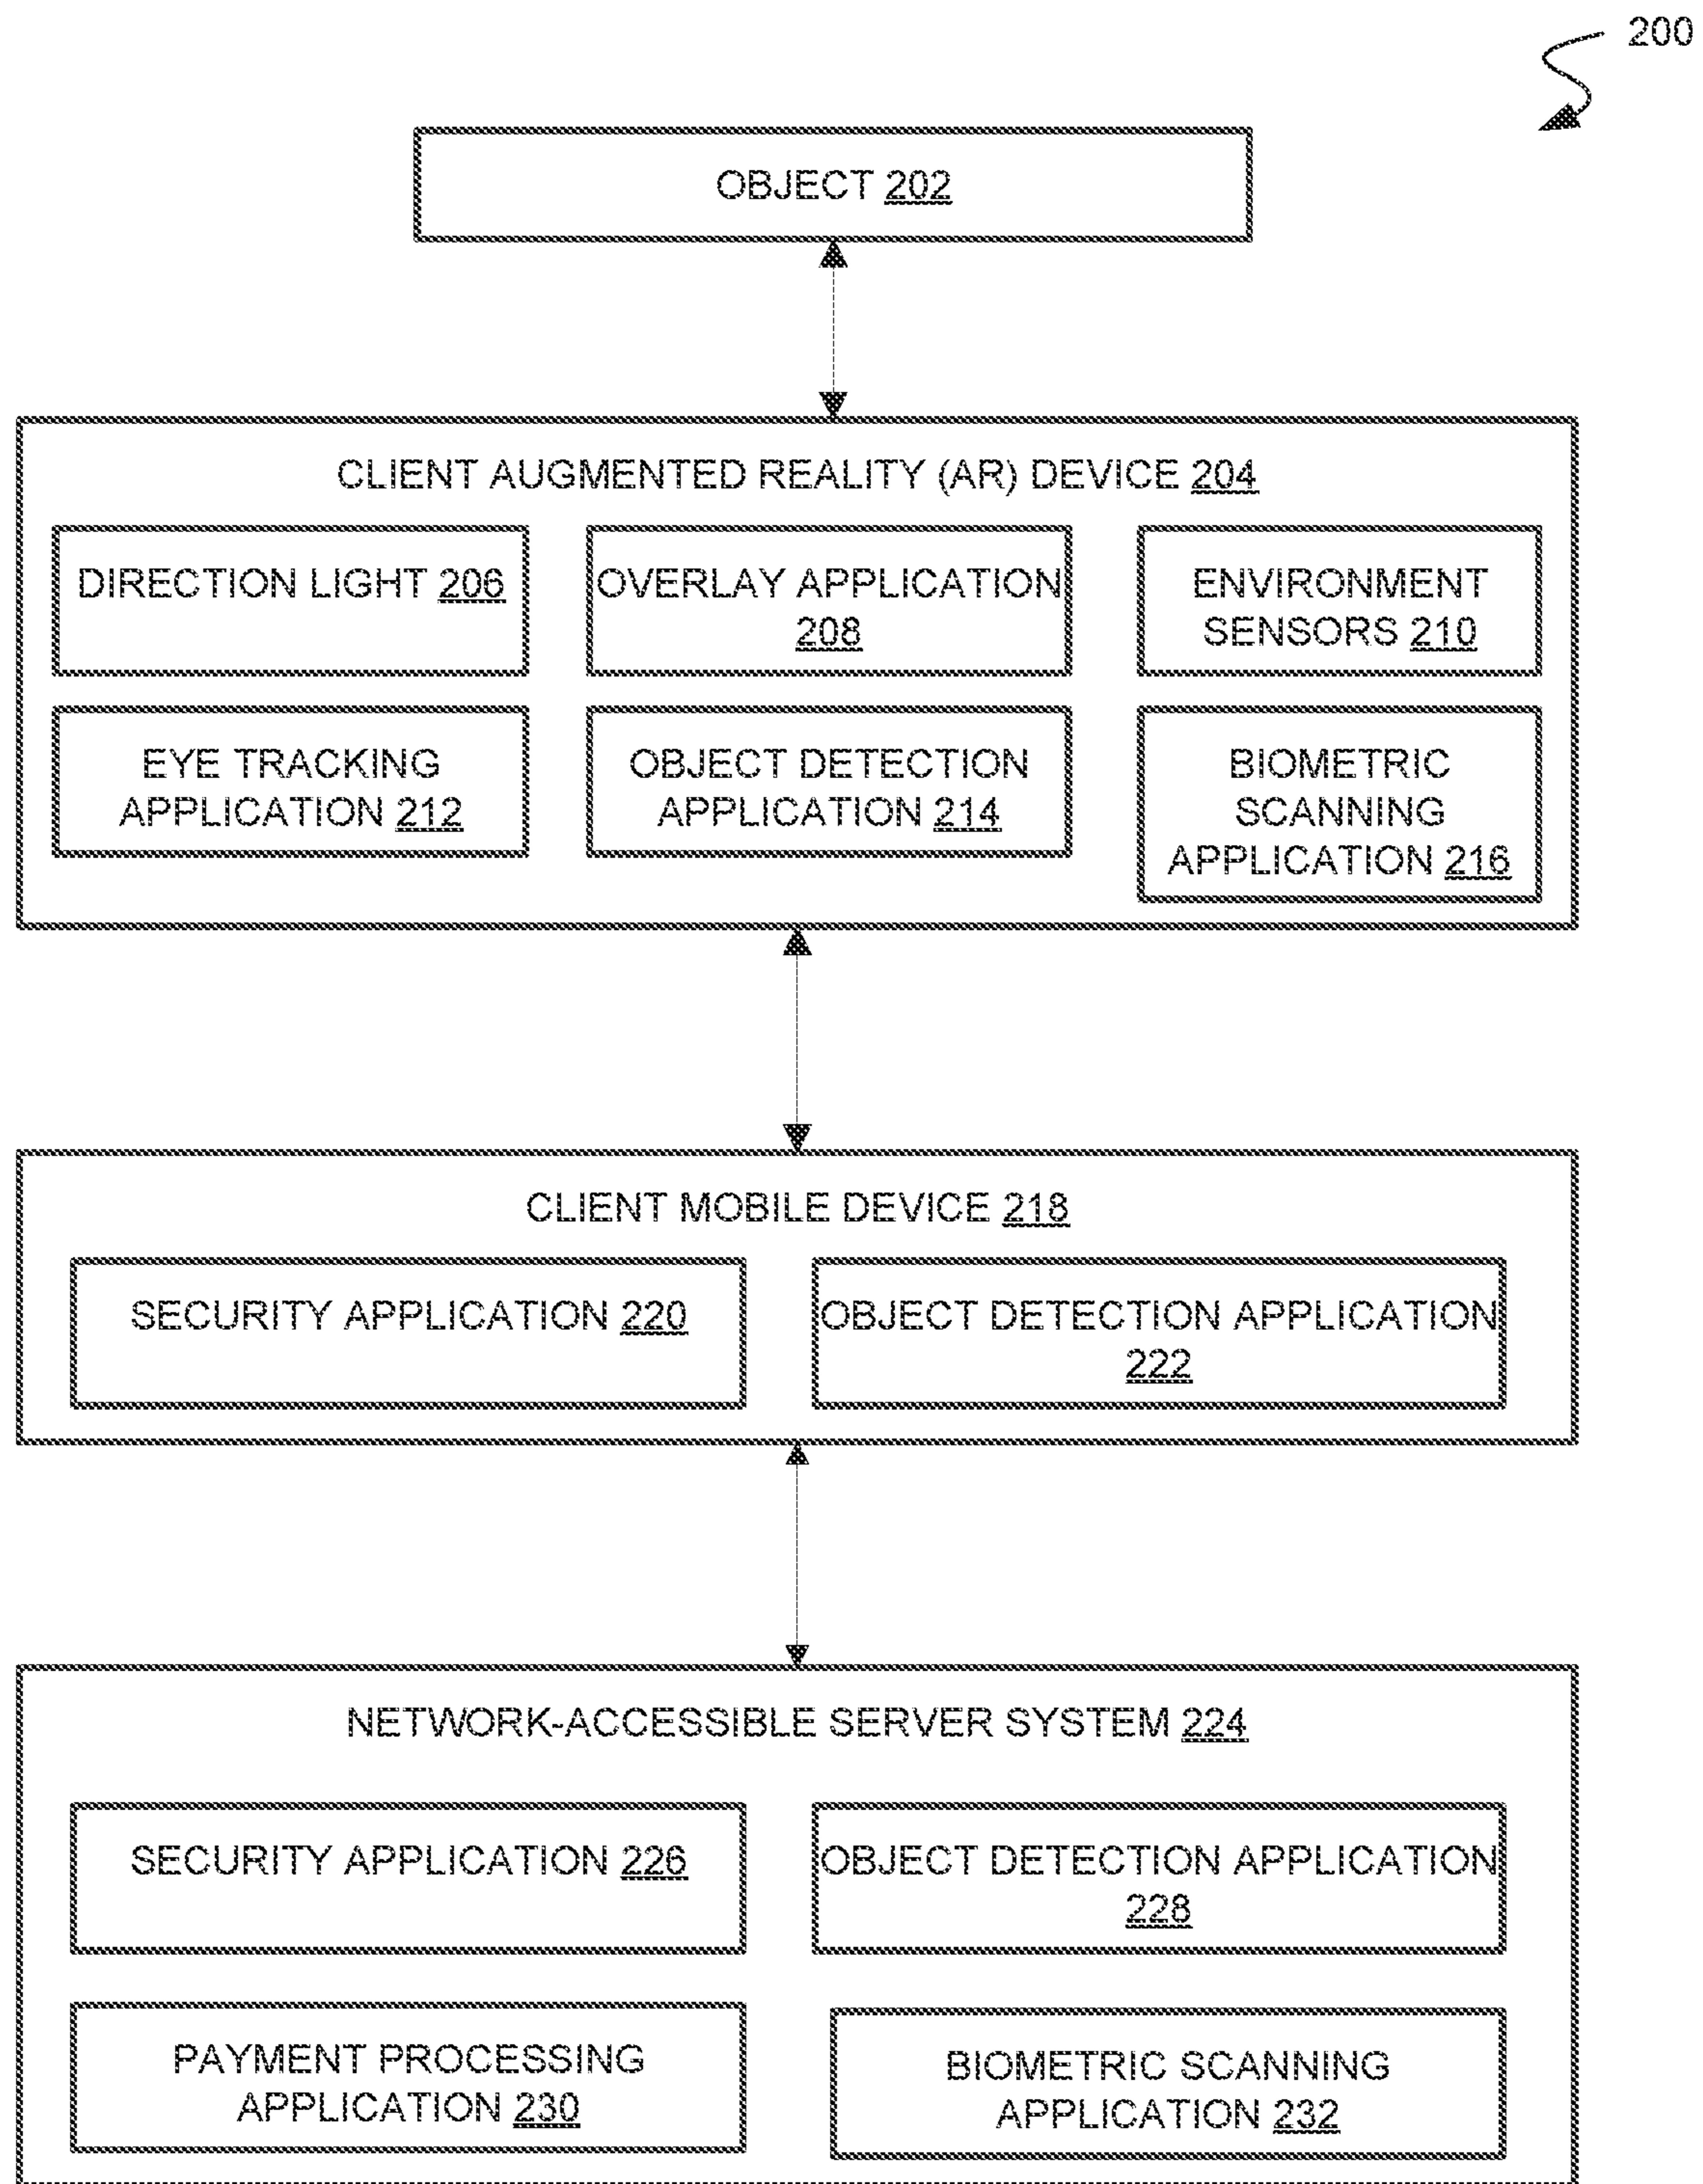 200
OBJECT 202
CLIENT AUGMENTED REALITY (AR) DEVICE 204
DIRECTION LIGHT 206
OVERLAY APPLICATION
208
ENVIRONMENT
SENSORS 210
EYE TRACKING
APPLICATION 212
OBJECT DETECTION
APPLICATION 214
BIOMETRIC
SCANNING
APPLICATION 216
CLIENT MOBILE DEVICE 218
SECURITY APPLICATION 220
OBJECT DETECTION APPLICATION
222
NETWORK-ACCESSIBLE SERVER SYSTEM 224
SECURITY APPLICATION 226
OBJECT DETECTION APPLICATION
228
PAYMENT PROCESSING
APPLICATION 230
BIOMETRIC SCANNING
APPLICATION 232